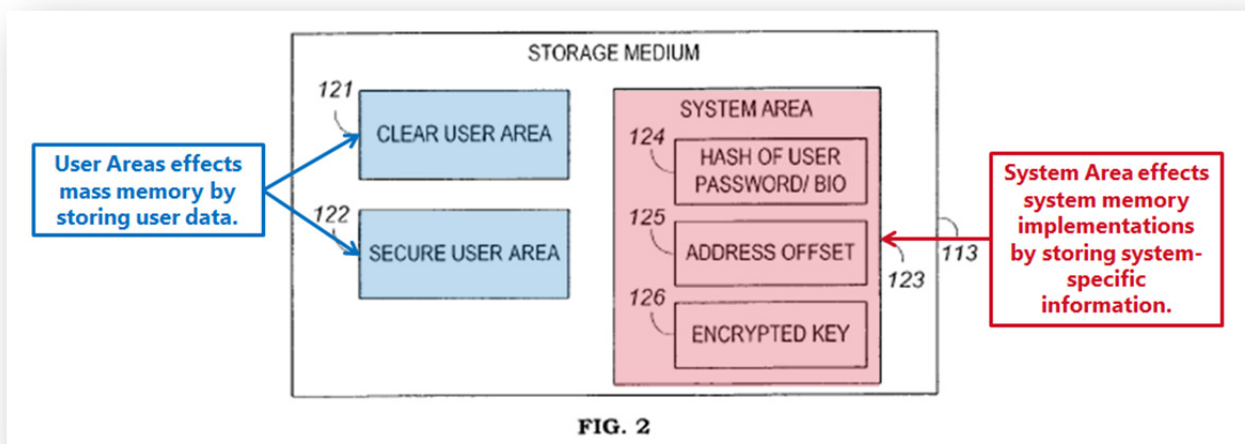 STORAGE MEDIUM
121
CLEAR USER AREA
User Areas effects
mass memory by
storing user data.
122
SECURE USER AREA
SYSTEM AREA
124
HASH OF USER
PASSWORD/ BIO
125
ADDRESS OFFSET
126
ENCRYPTED KEY
123
113
System Area effects
system memory
implementations
by storing system-
specific
information.
FIG. 2